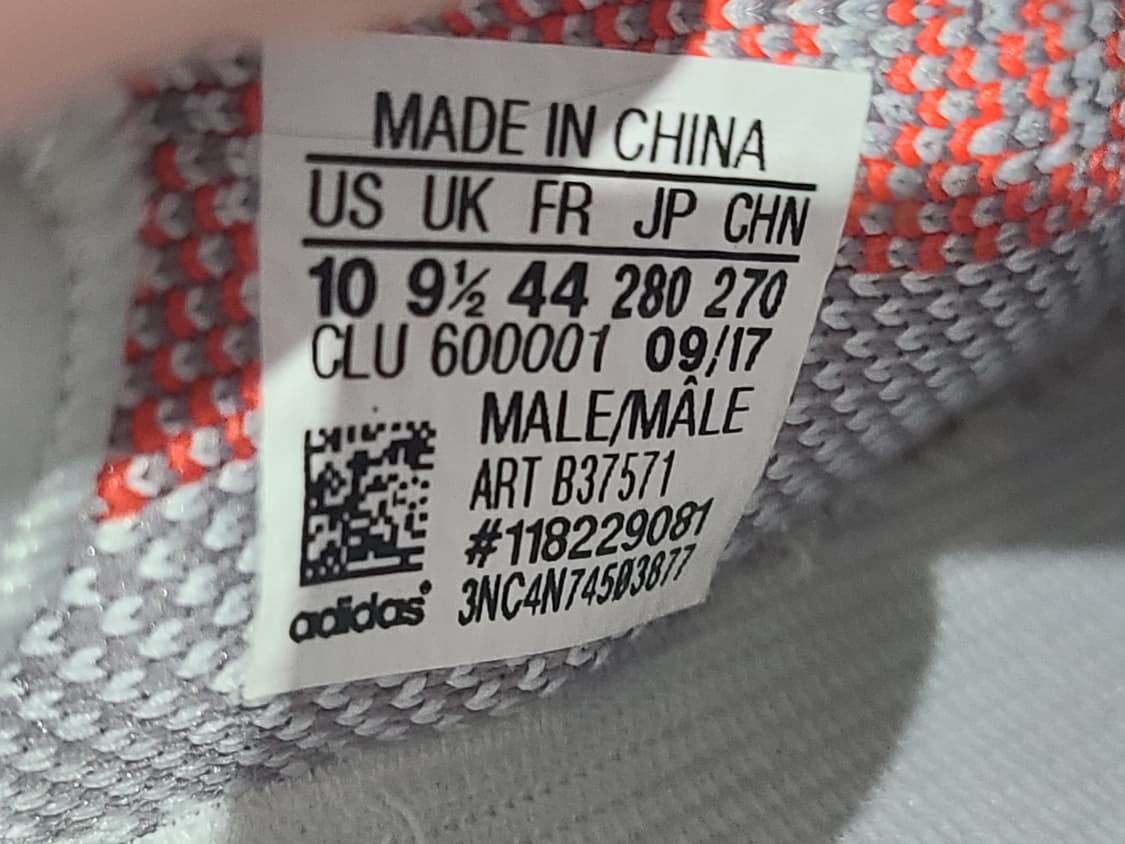 MADE IN CHINA
US UK FR JP CHN
10 9½ 44 280 270
CLU 600001 09/17
MALE/MÂLE
ART B37571
#118229081
adidas® 3NC4N74503877